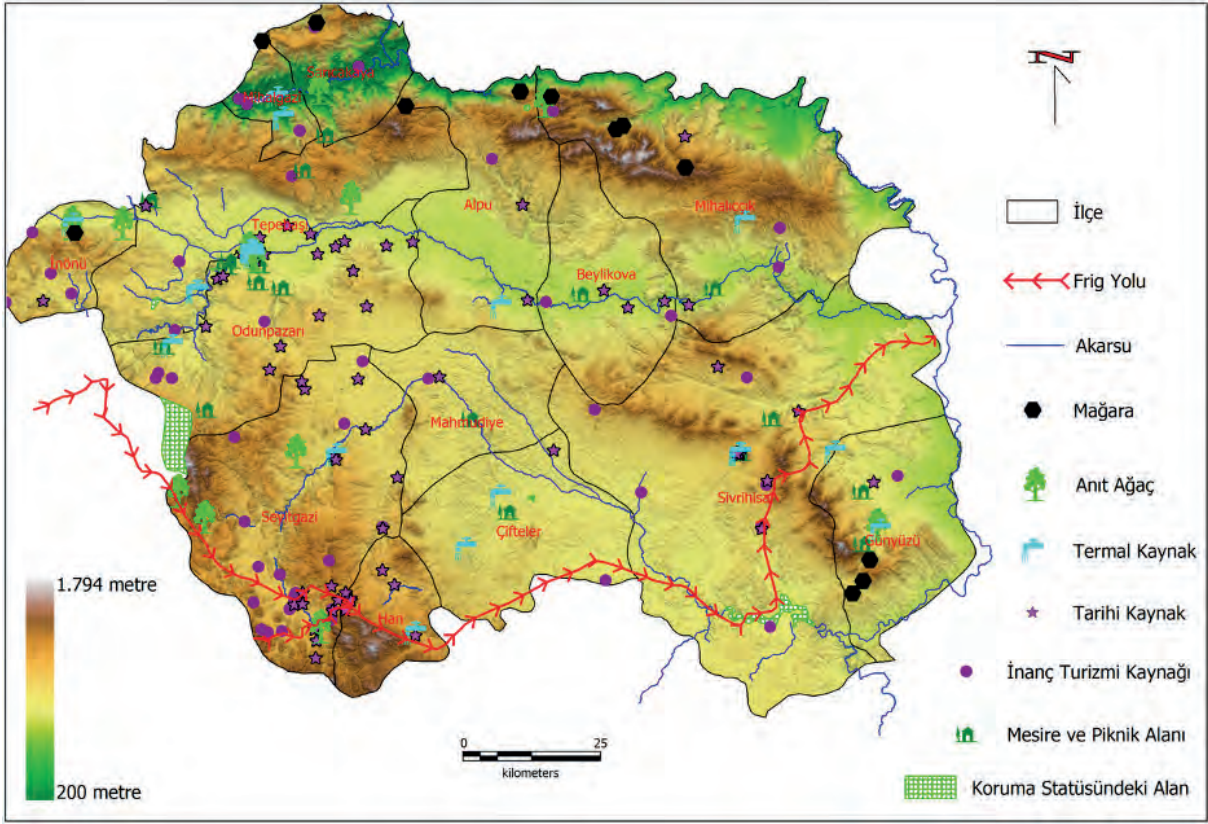 N
Sarıcakaya
Mihalgazi
Alpu
Mihalıççık
Tepebaşı
İnönü
Beylikova
Odunpazarı
Mahmudiye
Sivrihisar
Seyitgazi
Çifteler
Günyüzü
Han
İlçe
Frig Yolu
Akarsu
Mağara
Anıt Ağaç
Termal Kaynak
Tarihi Kaynak
İnanç Turizmi Kaynağı
Mesire ve Piknik Alanı
Koruma Statüsündeki Alan
1.794 metre
200 metre
0 25
kilometers